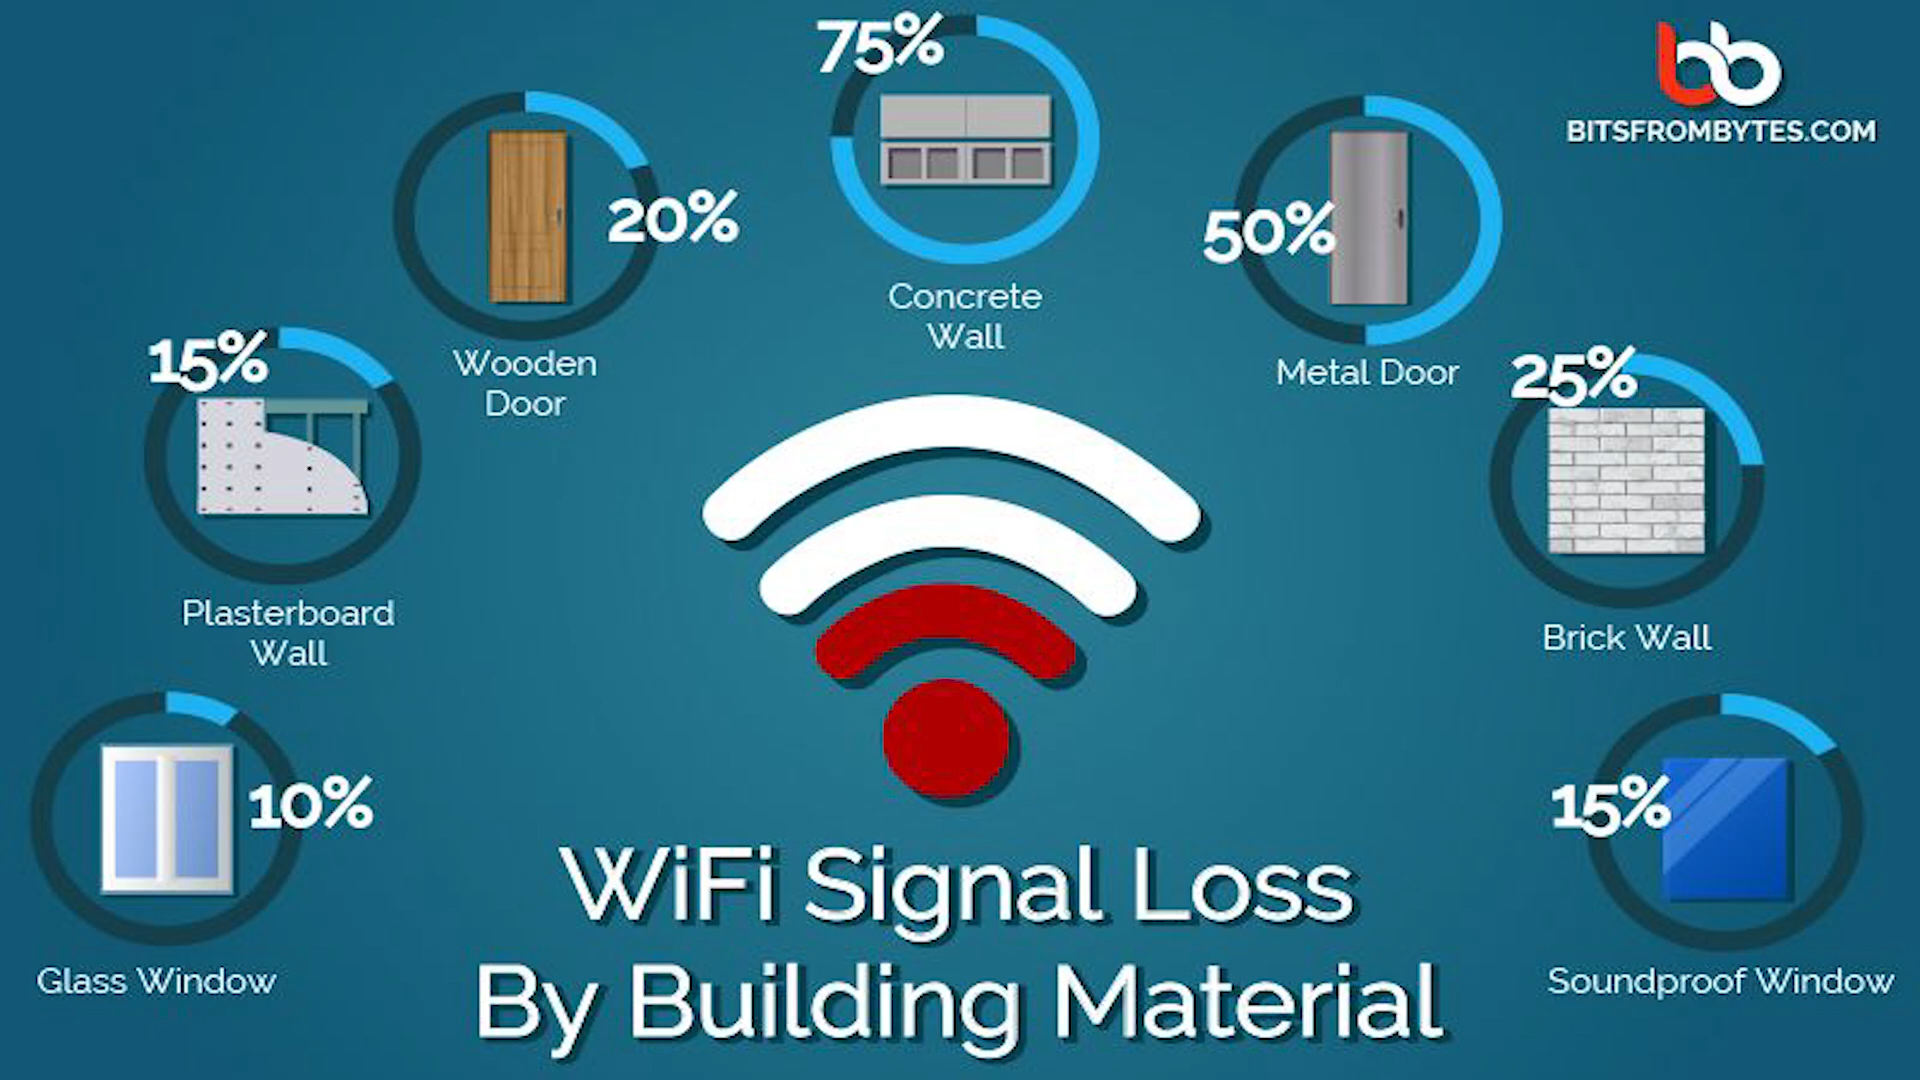 75%
Concrete
Wall
BITSFROMBYTES.COM
20%
Wooden
Door
50%
Metal Door
15%
Plasterboard
Wall
25%
Brick Wall
10%
Glass Window
15%
Soundproof Window
WiFi Signal Loss
By Building Material